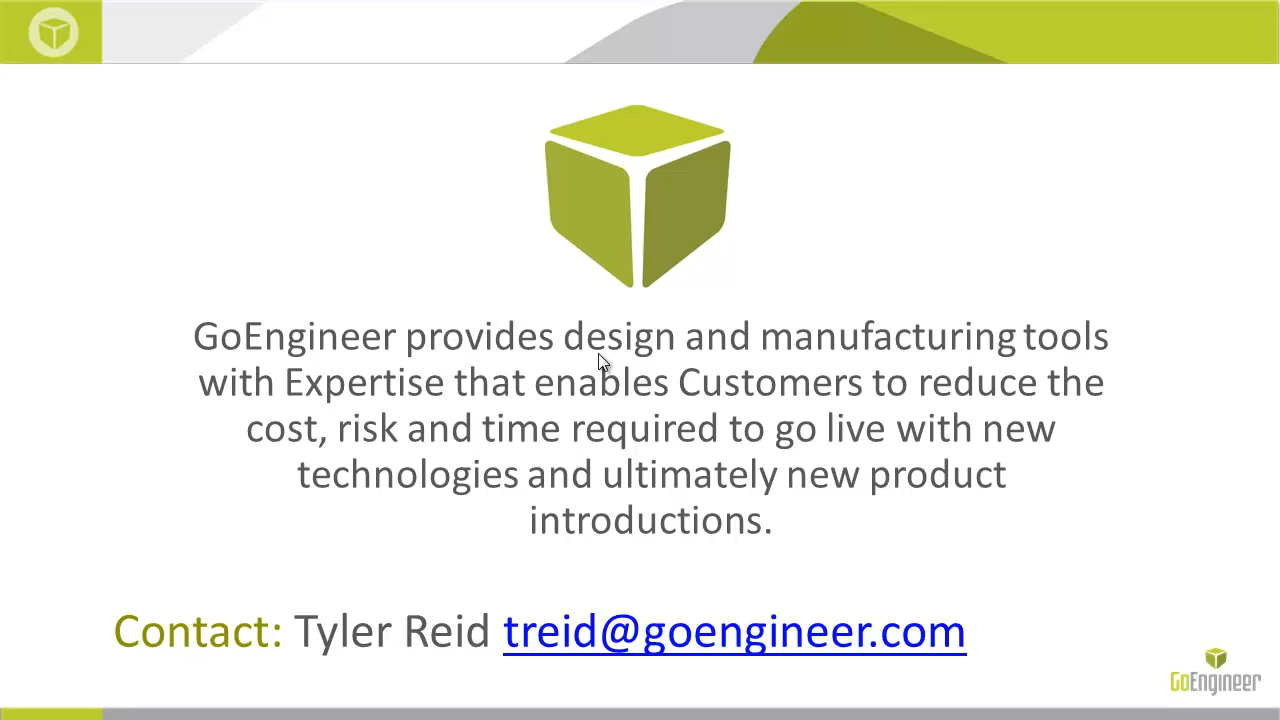 GoEngineer provides design and manufacturing tools
with Expertise that enables Customers to reduce the
cost, risk and time required to go live with new
technologies and ultimately new product
introductions.
Contact: Tyler Reid treid@goengineer.com
GoEngineer